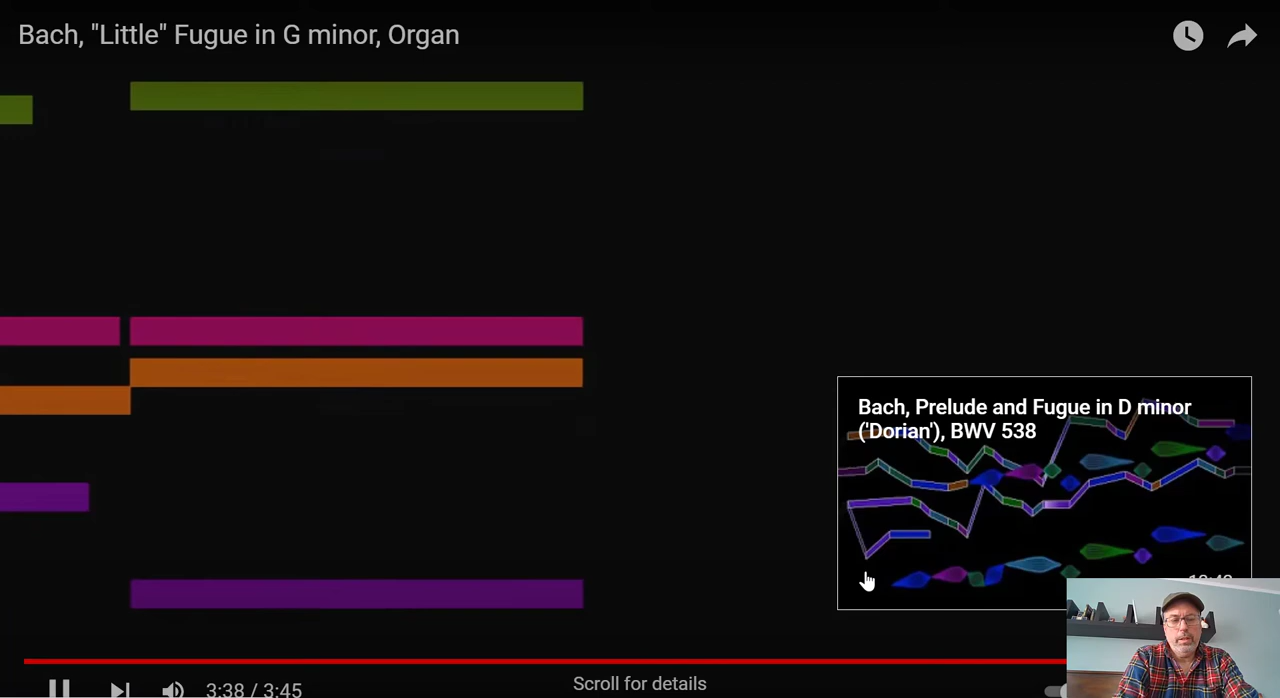 Bach, "Little" Fugue in G minor, Organ
Bach, Prelude and Fugue in D minor
('Dorian'), BWV 538
3:38 / 3:45
Scroll for details